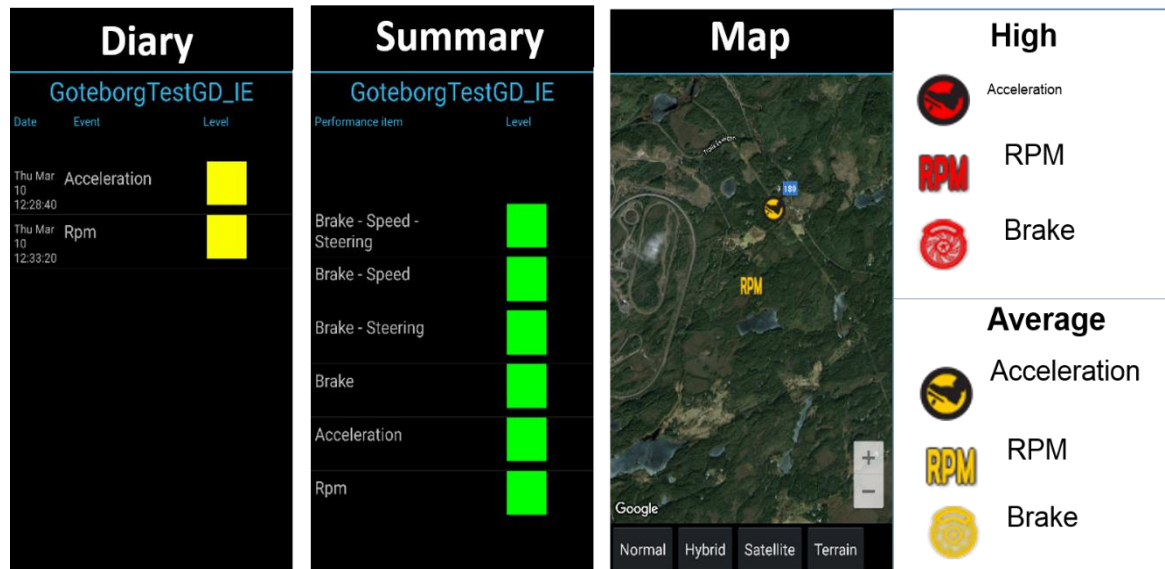 Diary
GoteborgTestGD_IE
Date Event Level
Thu Mar
10
12:28:40
Acceleration
Thu Mar
10
12:33:20
Rpm
Summary
GoteborgTestGD_IE
Performance item Level
Brake - Speed -
Steering
Brake - Speed
Brake - Steering
Brake
Acceleration
Rpm
Map
180
RPM
+
−
Google
Normal Hybrid Satellite Terrain
High
Acceleration
RPM RPM
Brake
Average
Acceleration
RPM RPM
Brake